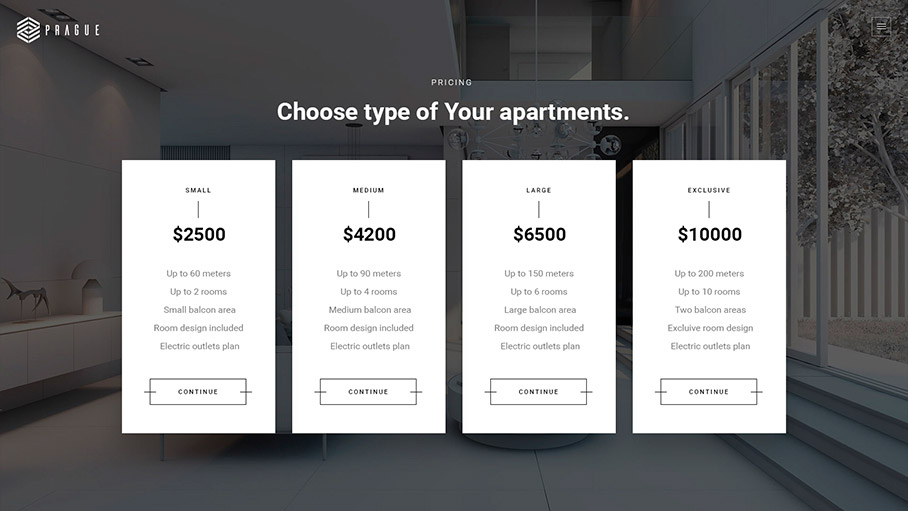 PRAGUE
PRICING
Choose type of Your apartments.
SMALL
$2500
Up to 60 meters
Up to 2 rooms
Small balcon area
Room design included
Electric outlets plan
CONTINUE
MEDIUM
$4200
Up to 90 meters
Up to 4 rooms
Medium balcon area
Room design included
Electric outlets plan
CONTINUE
LARGE
$6500
Up to 150 meters
Up to 6 rooms
Large balcon area
Room design included
Electric outlets plan
CONTINUE
EXCLUSIVE
$10000
Up to 200 meters
Up to 10 rooms
Two balcon areas
Excluive room design
Electric outlets plan
CONTINUE